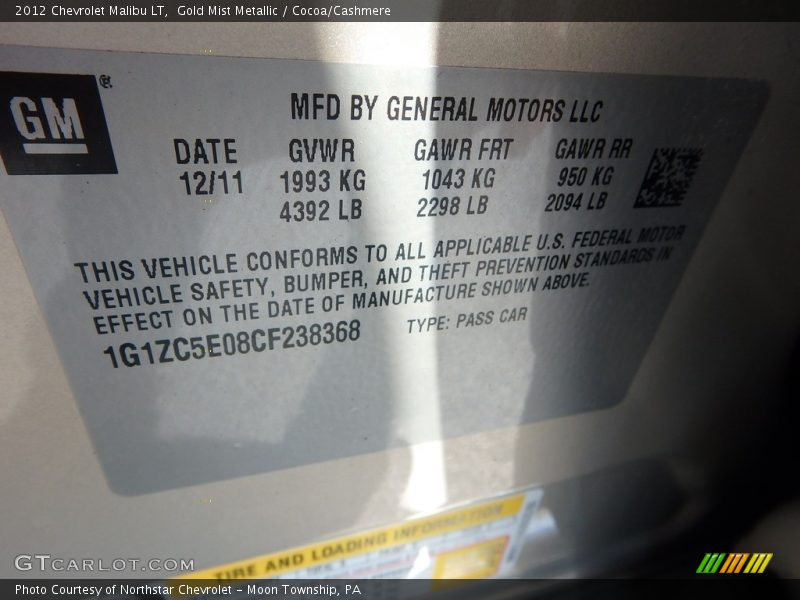 2012 Chevrolet Malibu LT,  Gold Mist Metallic / Cocoa/Cashmere
GM®
MFD BY GENERAL MOTORS LLC
DATE GVWR GAWR FRT GAWR RR
12/11 1993 KG 1043 KG 950 KG
4392 LB 2298 LB 2094 LB
THIS VEHICLE CONFORMS TO ALL APPLICABLE U.S. FEDERAL MOTOR
VEHICLE SAFETY, BUMPER, AND THEFT PREVENTION STANDARDS IN
EFFECT ON THE DATE OF MANUFACTURE SHOWN ABOVE.
1G1ZC5E08CF238368 TYPE: PASS CAR
TIRE AND LOADING INFORMATION
GTCARLOT.COM
Photo Courtesy of Northstar Chevrolet - Moon Township, PA